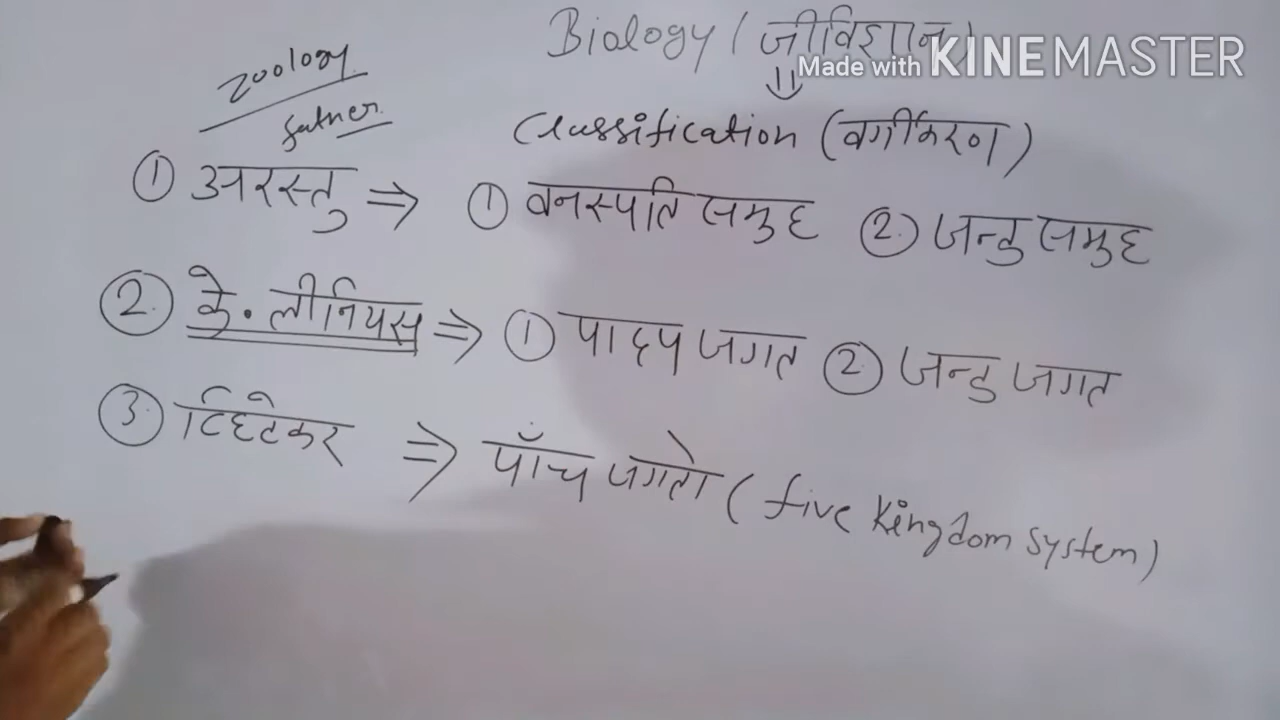 Biology (जीविज्ञान)
Made with KINEMASTER
zoology
father
Classification (वर्गीकरण)
① अरस्तु ⇒ ① वनस्पति समुह ② जन्तु समुह
② के. लीनियस ⇒ ① पादप जगत ② जन्तु जगत
③ व्हिटेकर ⇒ पाँच जगतो (five Kingdom system)